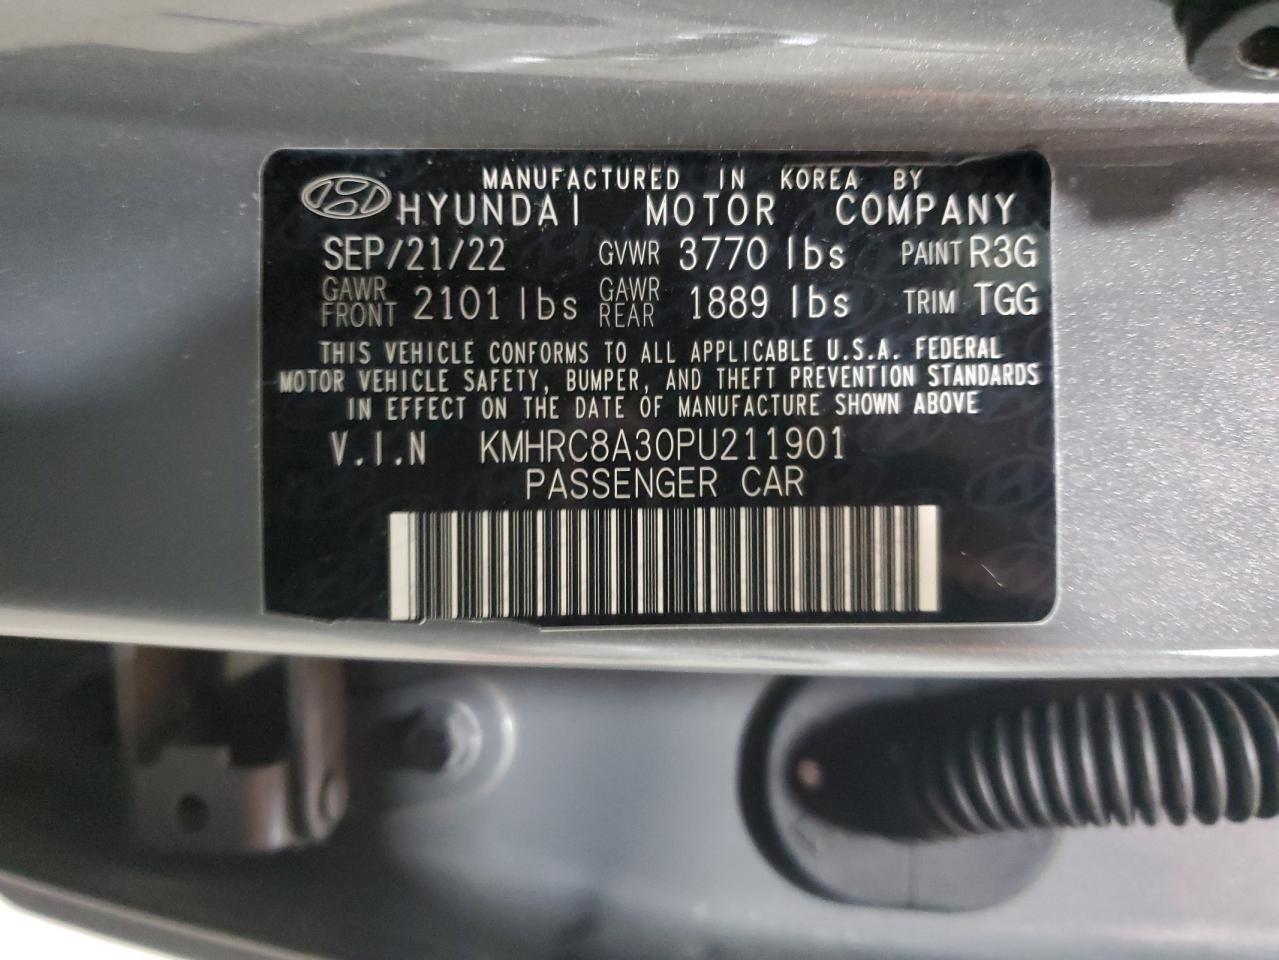 MANUFACTURED IN KOREA BY
HYUNDAI MOTOR COMPANY
SEP/21/22 GVWR 3770 lbs PAINT R3G
GAWR FRONT 2101 lbs GAWR REAR 1889 lbs TRIM TGG
THIS VEHICLE CONFORMS TO ALL APPLICABLE U.S.A. FEDERAL
MOTOR VEHICLE SAFETY, BUMPER, AND THEFT PREVENTION STANDARDS
IN EFFECT ON THE DATE OF MANUFACTURE SHOWN ABOVE
V.I.N KMHRC8A30PU211901
PASSENGER CAR